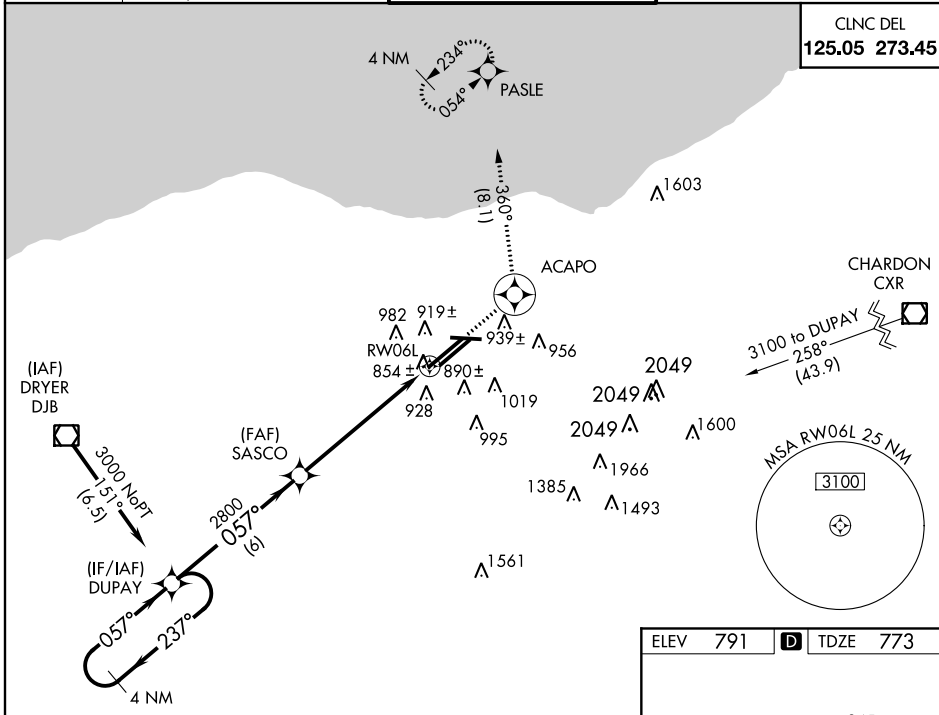 CLNC DEL
125.05 273.45
4 NM
234°
054°
PASLE
1603
360°
(8.1)
ACAPO
CHARDON
CXR
3100 to DUPAY
258°
(43.9)
982
919±
939±
956
RW06L
854±
890±
1019
928
995
2049
2049
2049
1600
1966
1385
1493
1561
(IAF)
DRYER
DJB
3000 NoPT
151°
(6.5)
(FAF)
SASCO
2800
057°
(6)
(IF/IAF)
DUPAY
057°
237°
4 NM
MSA RW06L 25 NM
3100
ELEV 791 D TDZE 773